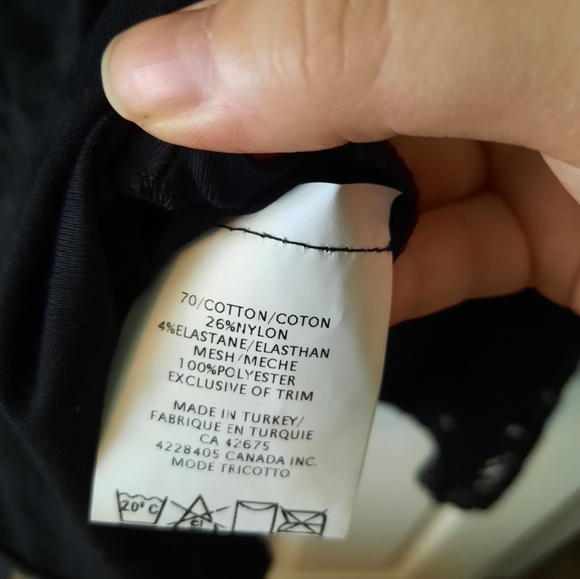 70/COTTON/COTON
26%NYLON
4%ELASTANE/ELASTHAN
MESH/MECHE
100%POLYESTER
EXCLUSIVE OF TRIM
MADE IN TURKEY/
FABRIQUE EN TURQUIE
CA 42675
4228405 CANADA INC.
MODE TRICOTTO
20°C
Cl